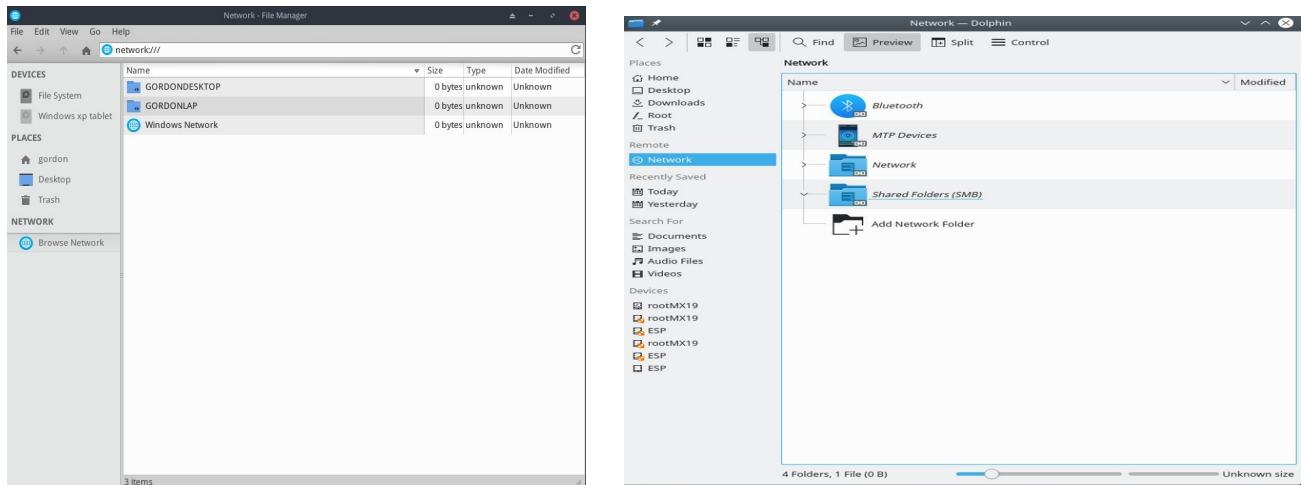 Network - File Manager
File Edit View Go Help
network///
DEVICES
File System
Windows xp tablet
PLACES
gordon
Desktop
Trash
NETWORK
Browse Network
Name Size Type Date Modified
GORDONDESKTOP 0 bytes unknown Unknown
GORDONLAP 0 bytes unknown Unknown
Windows Network 0 bytes unknown Unknown
3 items
Network — Dolphin
Find Preview Split Control
Places
Home
Desktop
Downloads
Root
Trash
Remote
Network
Recently Saved
Today
Yesterday
Search For
Documents
Images
Audio Files
Videos
Devices
rootMX19
rootMX19
ESP
rootMX19
ESP
ESP
Network
Name Modified
Bluetooth
MTP Devices
Network
Shared Folders (SMB)
Add Network Folder
4 Folders, 1 File (0 B) Unknown size